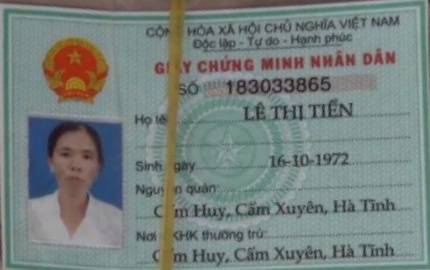 CỘNG HÒA XÃ HỘI CHỦ NGHĨA VIỆT NAM
Độc lập - Tự do - Hạnh phúc
GIẤY CHỨNG MINH NHÂN DÂN
SỐ 183033865
Họ tên LÊ THỊ TIẾN
Sinh ngày 16-10-1972
Nguyên quán:
Cẩm Huy, Cẩm Xuyên, Hà Tĩnh
Nơi ĐKHK thường trú:
Cẩm Huy, Cẩm Xuyên, Hà Tĩnh